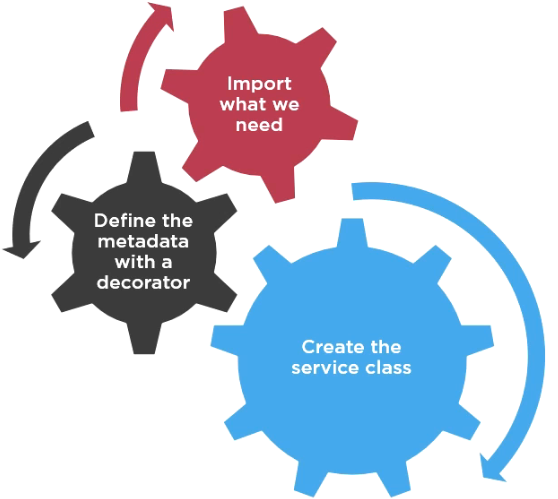 Import
what we
need
Define the
metadata
with a
decorator
Create the
service class